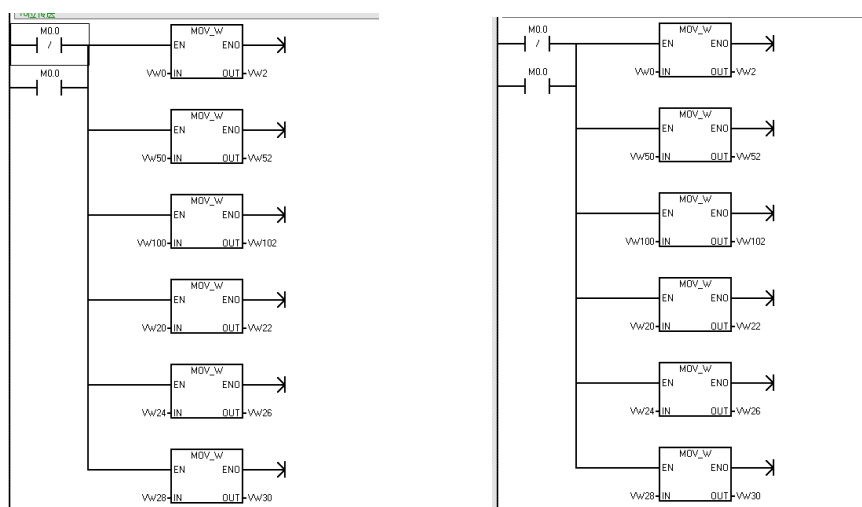 M0.0
/
MOV_W
EN ENO
VW0 IN OUT VW2
M0.0
MOV_W
EN ENO
VW50 IN OUT VW52
MOV_W
EN ENO
VW100 IN OUT VW102
MOV_W
EN ENO
VW20 IN OUT VW22
MOV_W
EN ENO
VW24 IN OUT VW26
MOV_W
EN ENO
VW28 IN OUT VW30
M0.0
/
MOV_W
EN ENO
VW0 IN OUT VW2
M0.0
MOV_W
EN ENO
VW50 IN OUT VW52
MOV_W
EN ENO
VW100 IN OUT VW102
MOV_W
EN ENO
VW20 IN OUT VW22
MOV_W
EN ENO
VW24 IN OUT VW26
MOV_W
EN ENO
VW28 IN OUT VW30